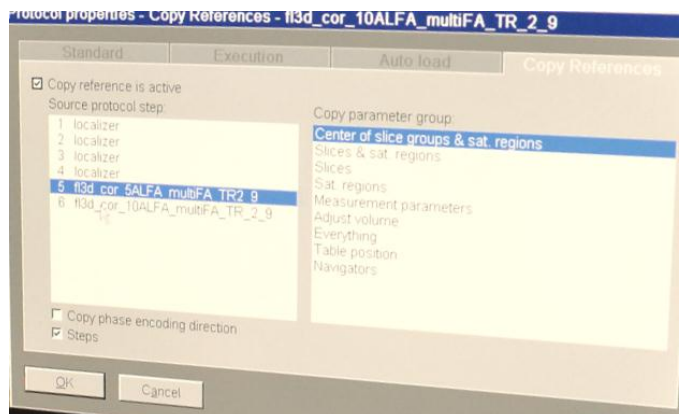 Protocol properties - Copy References - fl3d_cor_10ALFA_multiFA_TR_2_9
Standard Execution Auto load Copy References
Copy reference is active
Source protocol step:
1 localizer
2 localizer
3 localizer
4 localizer
5 fl3d_cor_5ALFA_multiFA_TR2_9
6 fl3d_cor_10ALFA_multiFA_TR_2_9
Copy phase encoding direction
Steps
Copy parameter group:
Center of slice groups & sat. regions
Slices & sat. regions
Slices
Sat. regions
Measurement parameters
Adjust volume
Everything
Table position
Navigators
OK Cancel